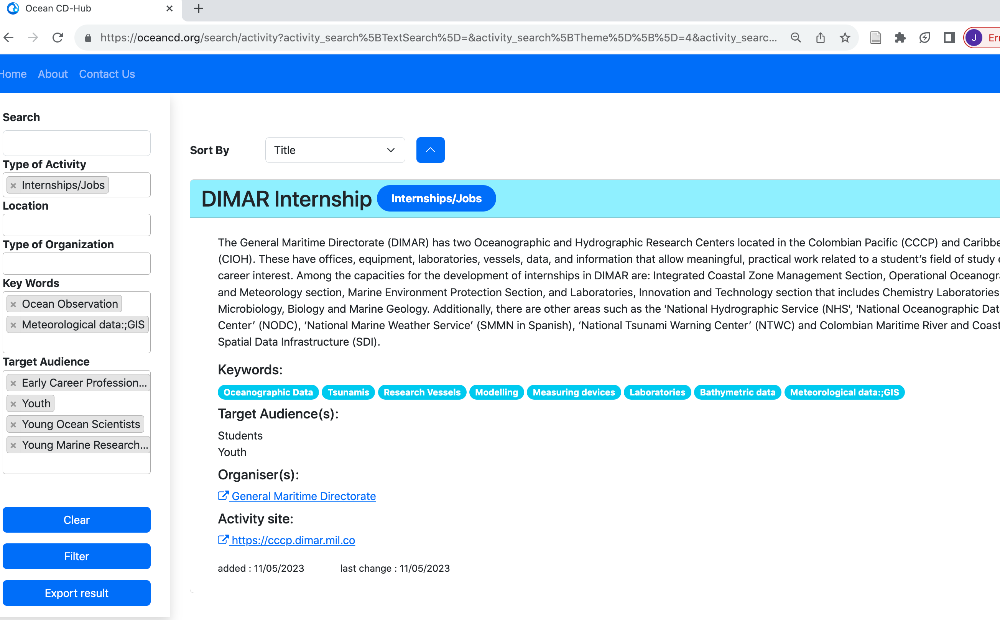 Ocean CD-Hub
https://oceancd.org/search/activity?activity_search%5BTextSearch%5D=&activity_search%5BTheme%5D%5B%5D=4&activity_searc...
J
Err
Home About Contact Us
Search
Type of Activity
× Internships/Jobs
Location
Type of Organization
Key Words
× Ocean Observation
× Meteorological data:;GIS
Target Audience
× Early Career Profession...
× Youth
× Young Ocean Scientists
× Young Marine Research...
Clear
Filter
Export result
Sort By Title
DIMAR Internship Internships/Jobs
The General Maritime Directorate (DIMAR) has two Oceanographic and Hydrographic Research Centers located in the Colombian Pacific (CCCP) and Caribbe
(CIOH). These have offices, equipment, laboratories, vessels, data, and information that allow meaningful, practical work related to a student’s field of study
career interest. Among the capacities for the development of internships in DIMAR are: Integrated Coastal Zone Management Section, Operational Oceanogra
and Meteorology section, Marine Environment Protection Section, and Laboratories, Innovation and Technology section that includes Chemistry Laboratories
Microbiology, Biology and Marine Geology. Additionally, there are other areas such as the 'National Hydrographic Service (NHS', 'National Oceanographic Data
Center’ (NODC), ‘National Marine Weather Service’ (SMMN in Spanish), ‘National Tsunami Warning Center’ (NTWC) and Colombian Maritime River and Coast
Spatial Data Infrastructure (SDI).
Keywords:
Oceanographic Data Tsunamis Research Vessels Modelling Measuring devices Laboratories Bathymetric data Meteorological data:;GIS
Target Audience(s):
Students
Youth
Organiser(s):
General Maritime Directorate
Activity site:
https://cccp.dimar.mil.co
added : 11/05/2023 last change : 11/05/2023